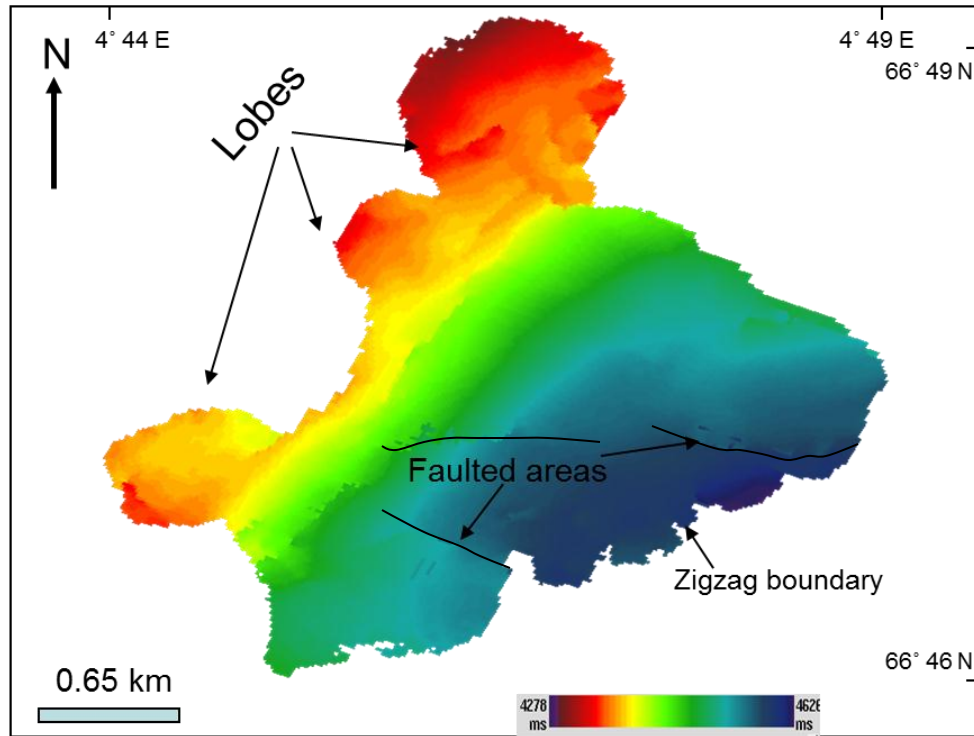 4° 44 E
4° 49 E
N
66° 49 N
Lobes
Faulted areas
Zigzag boundary
66° 46 N
0.65 km
4278
ms
4626
ms